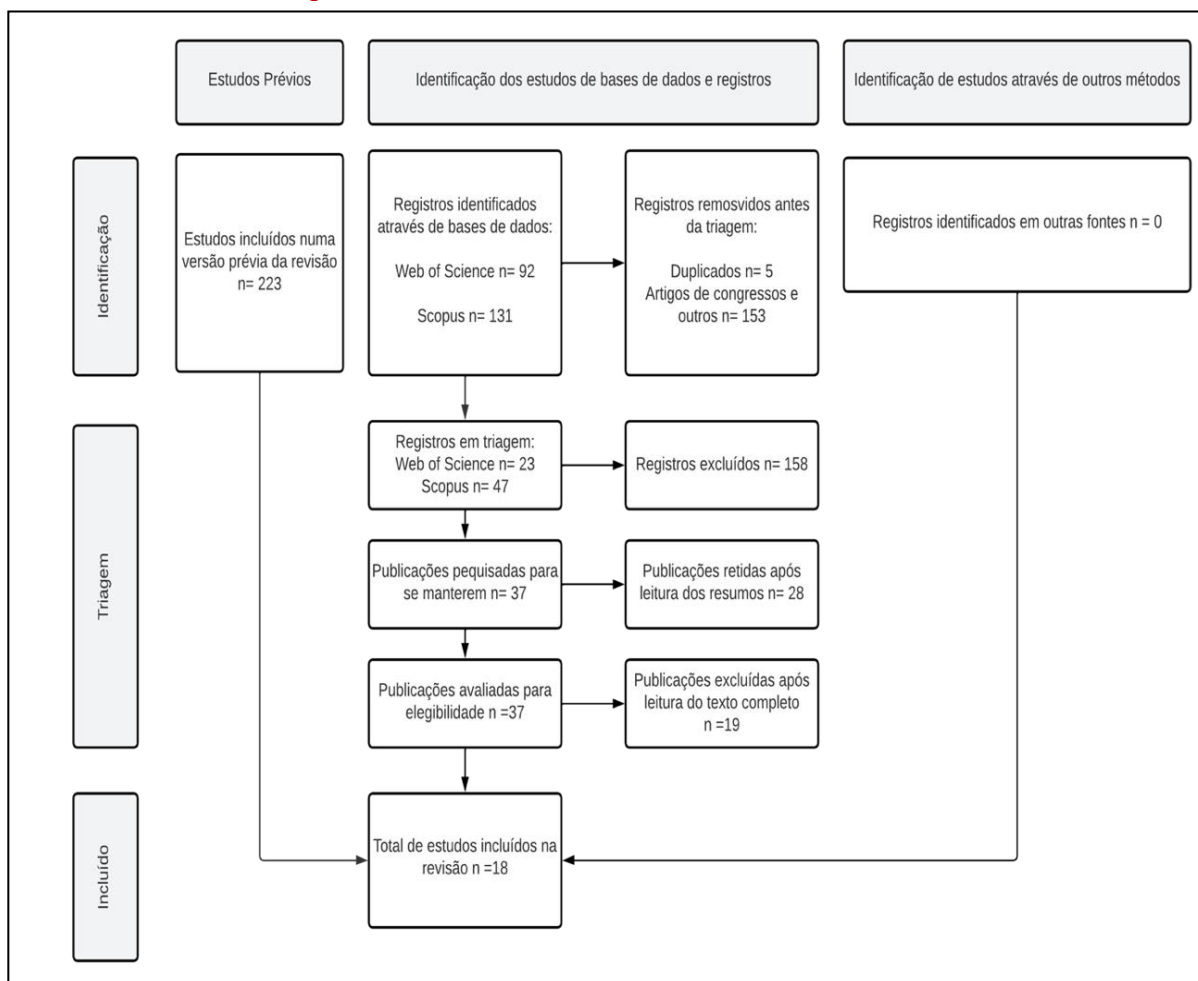 Estudos Prévios
Identificação dos estudos de bases de dados e registros
Identificação de estudos através de outros métodos
Identificação
Estudos incluídos numa
versão prévia da revisão
n= 223
Registros identificados
através de bases de dados:
Web of Science n= 92
Scopus n= 131
Registros remosvidos antes
da triagem:
Duplicados n= 5
Artigos de congressos e
outros n= 153
Registros identificados em outras fontes n = 0
Triagem
Registros em triagem:
Web of Science n= 23
Scopus n= 47
Registros excluídos n= 158
Publicações pequisadas para
se manterem n= 37
Publicações retidas após
leitura dos resumos n= 28
Publicações avaliadas para
elegibilidade n =37
Publicações excluídas após
leitura do texto completo
n =19
Incluído
Total de estudos incluídos na
revisão n =18